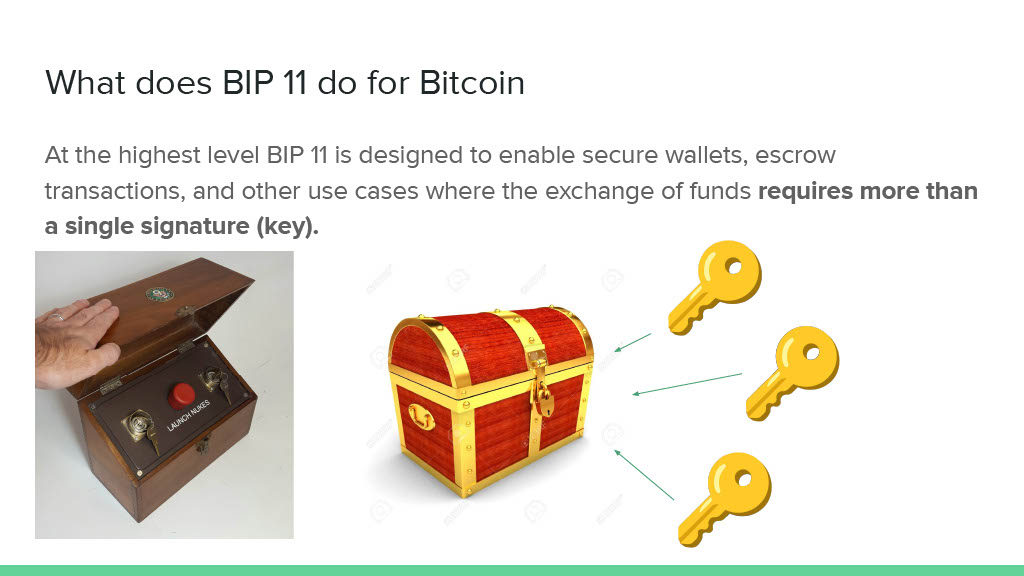 What does BIP 11 do for Bitcoin
At the highest level BIP 11 is designed to enable secure wallets, escrow
transactions, and other use cases where the exchange of funds requires more than
a single signature (key).
LAUNCH NUKES